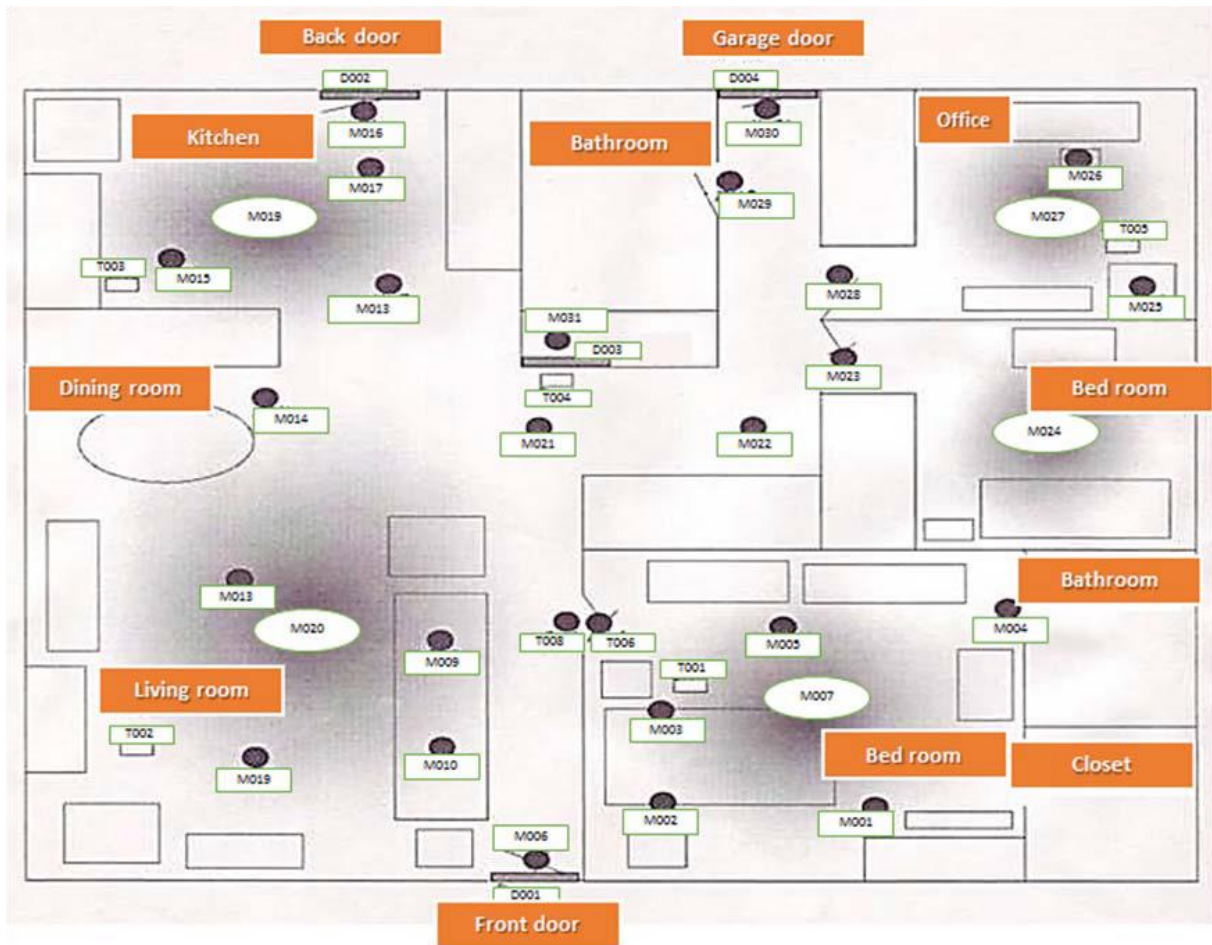 Back door
Garage door
D002
D004
M016
M030
Kitchen
Bathroom
Office
M017
M026
M029
M019
M027
T005
T003
M015
M013
M028
M025
M031
D003
M023
Dining room
T004
Bed room
M014
M021
M022
M024
M013
Bathroom
M020
T008
T006
M005
M004
M009
T001
Living room
M007
T002
M003
M019
M010
Bed room
Closet
M002
M001
M006
D001
Front door